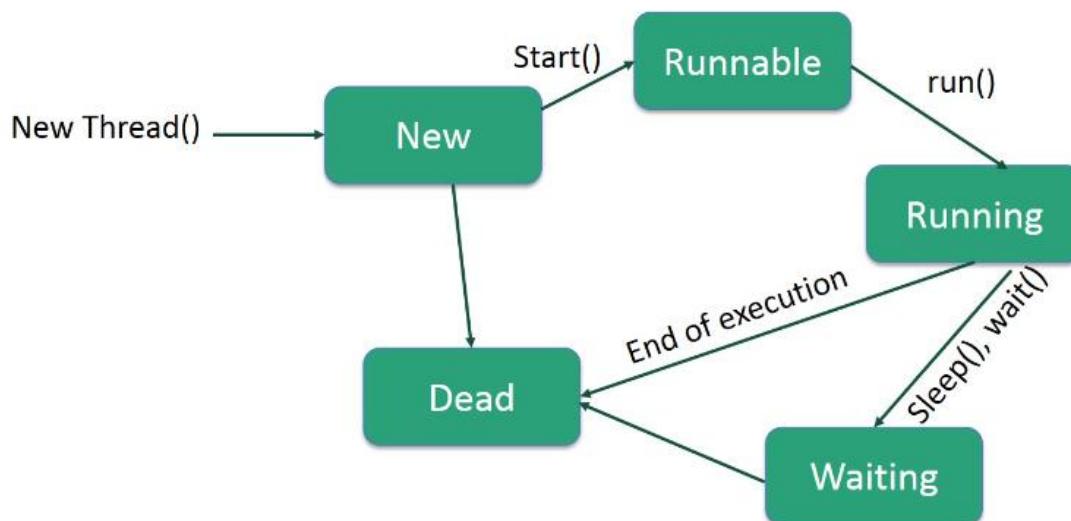 Start()
Runnable
run()
New Thread()
New
Running
End of execution
Sleep(), wait()
Dead
Waiting